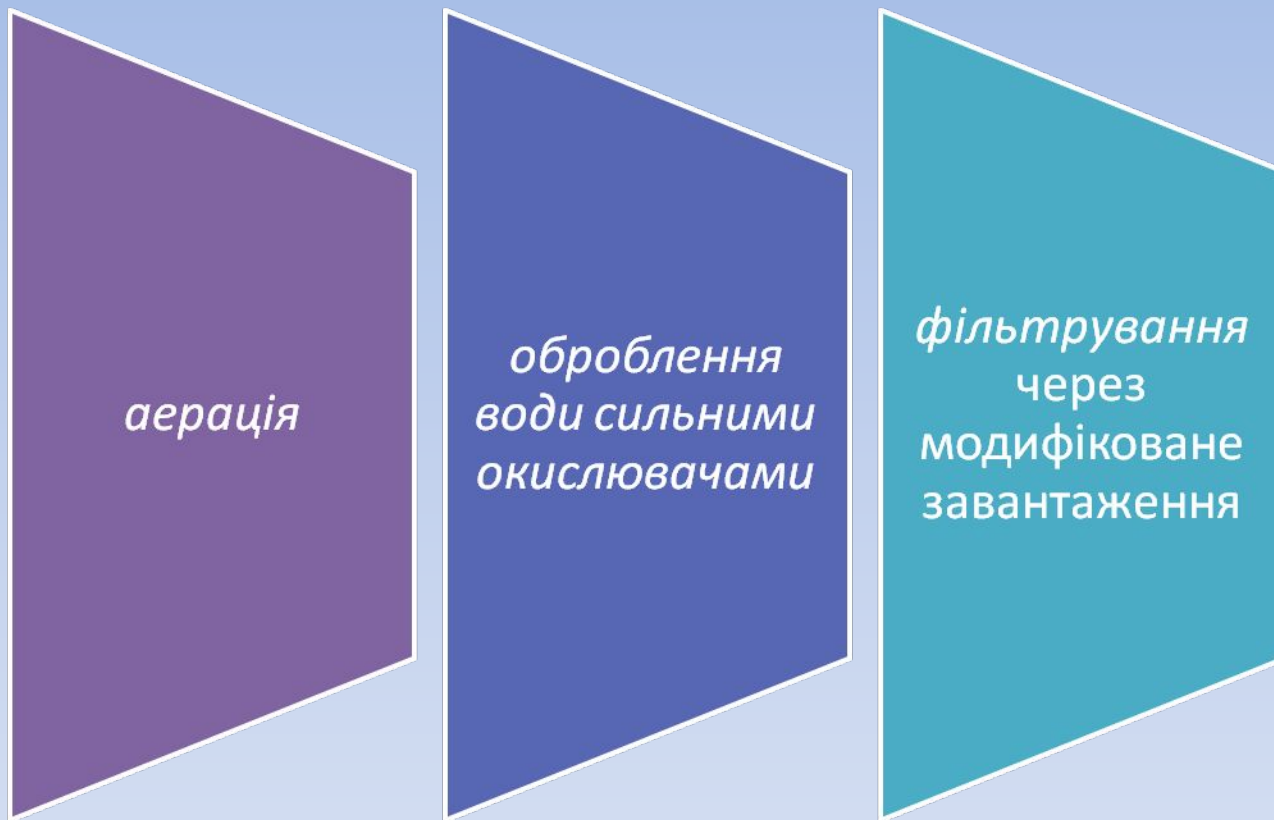 аерація
оброблення
води сильними
окислювачами
фільтрування
через
модифіковане
завантаження